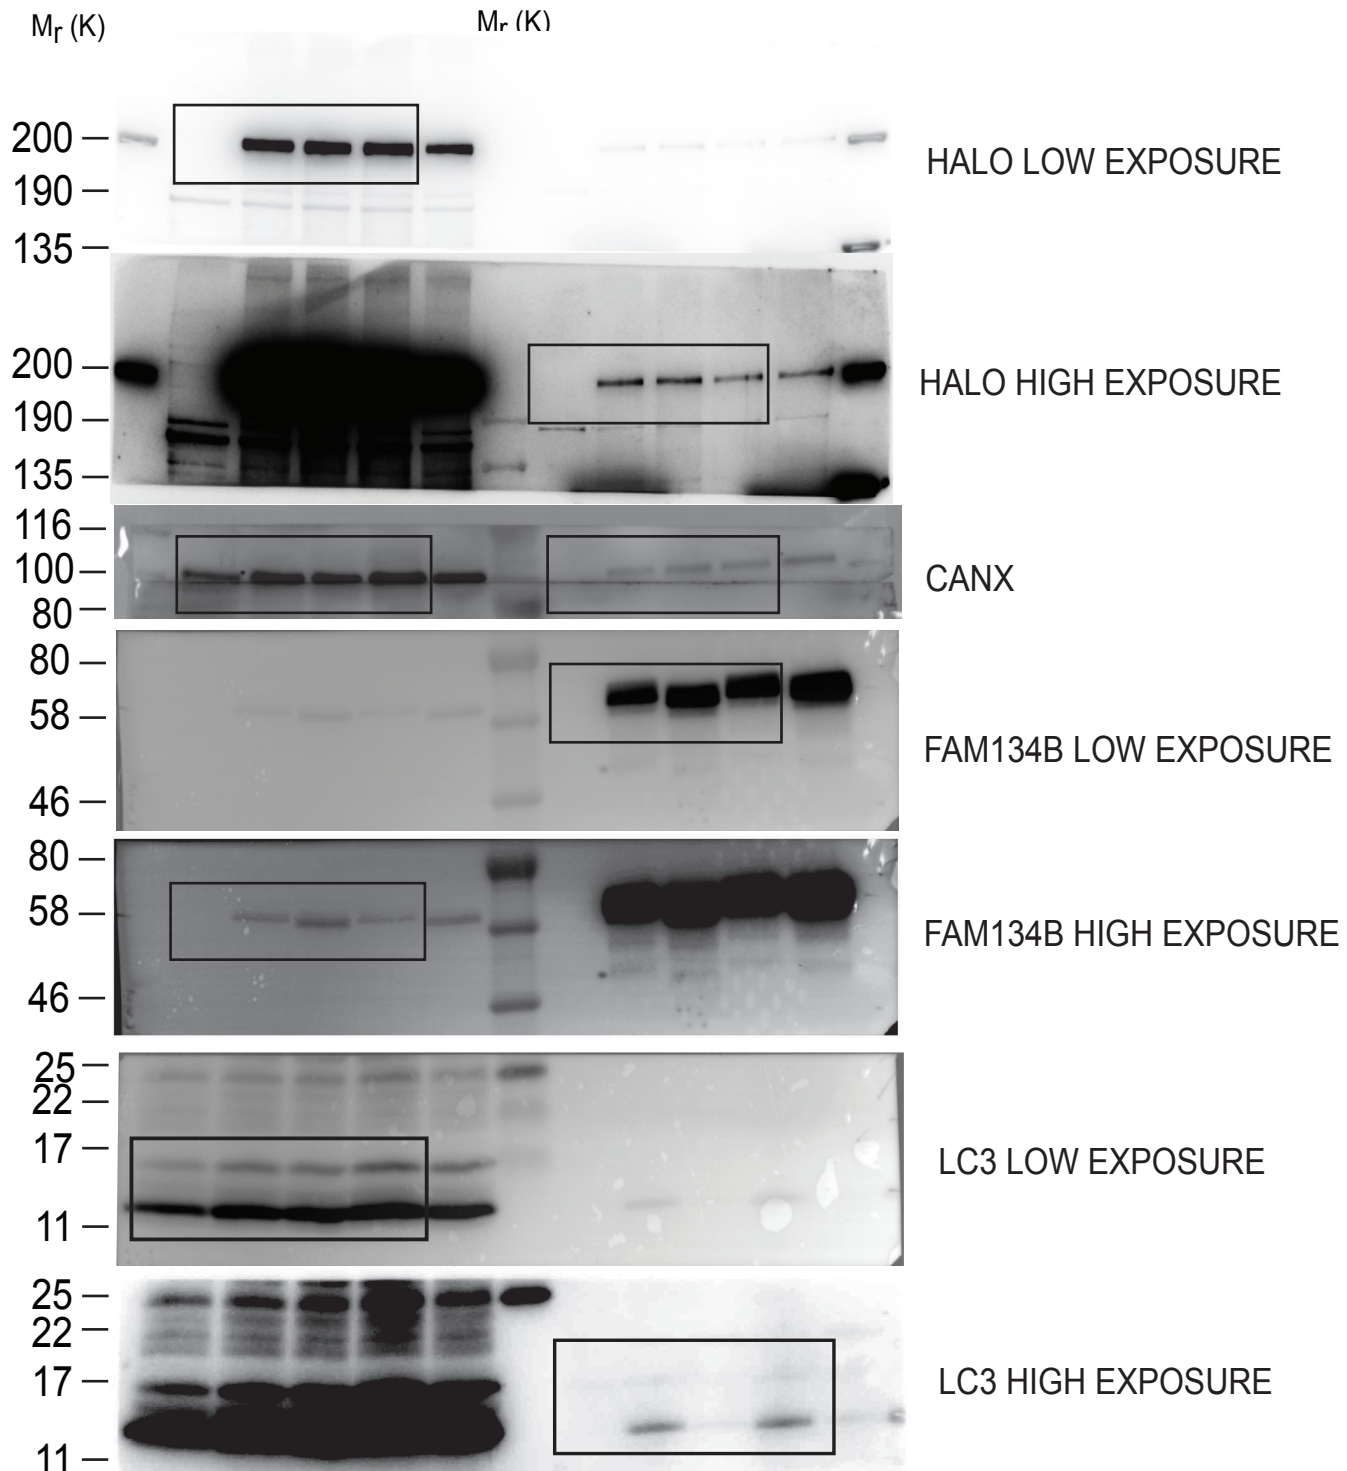 Mr (K) Mr (K)
200
190
135
HALO LOW EXPOSURE
200
190
135
HALO HIGH EXPOSURE
116
100
80
CANX
80
58
46
FAM134B LOW EXPOSURE
80
58
46
FAM134B HIGH EXPOSURE
25
22
17
11
LC3 LOW EXPOSURE
25
22
17
11
LC3 HIGH EXPOSURE